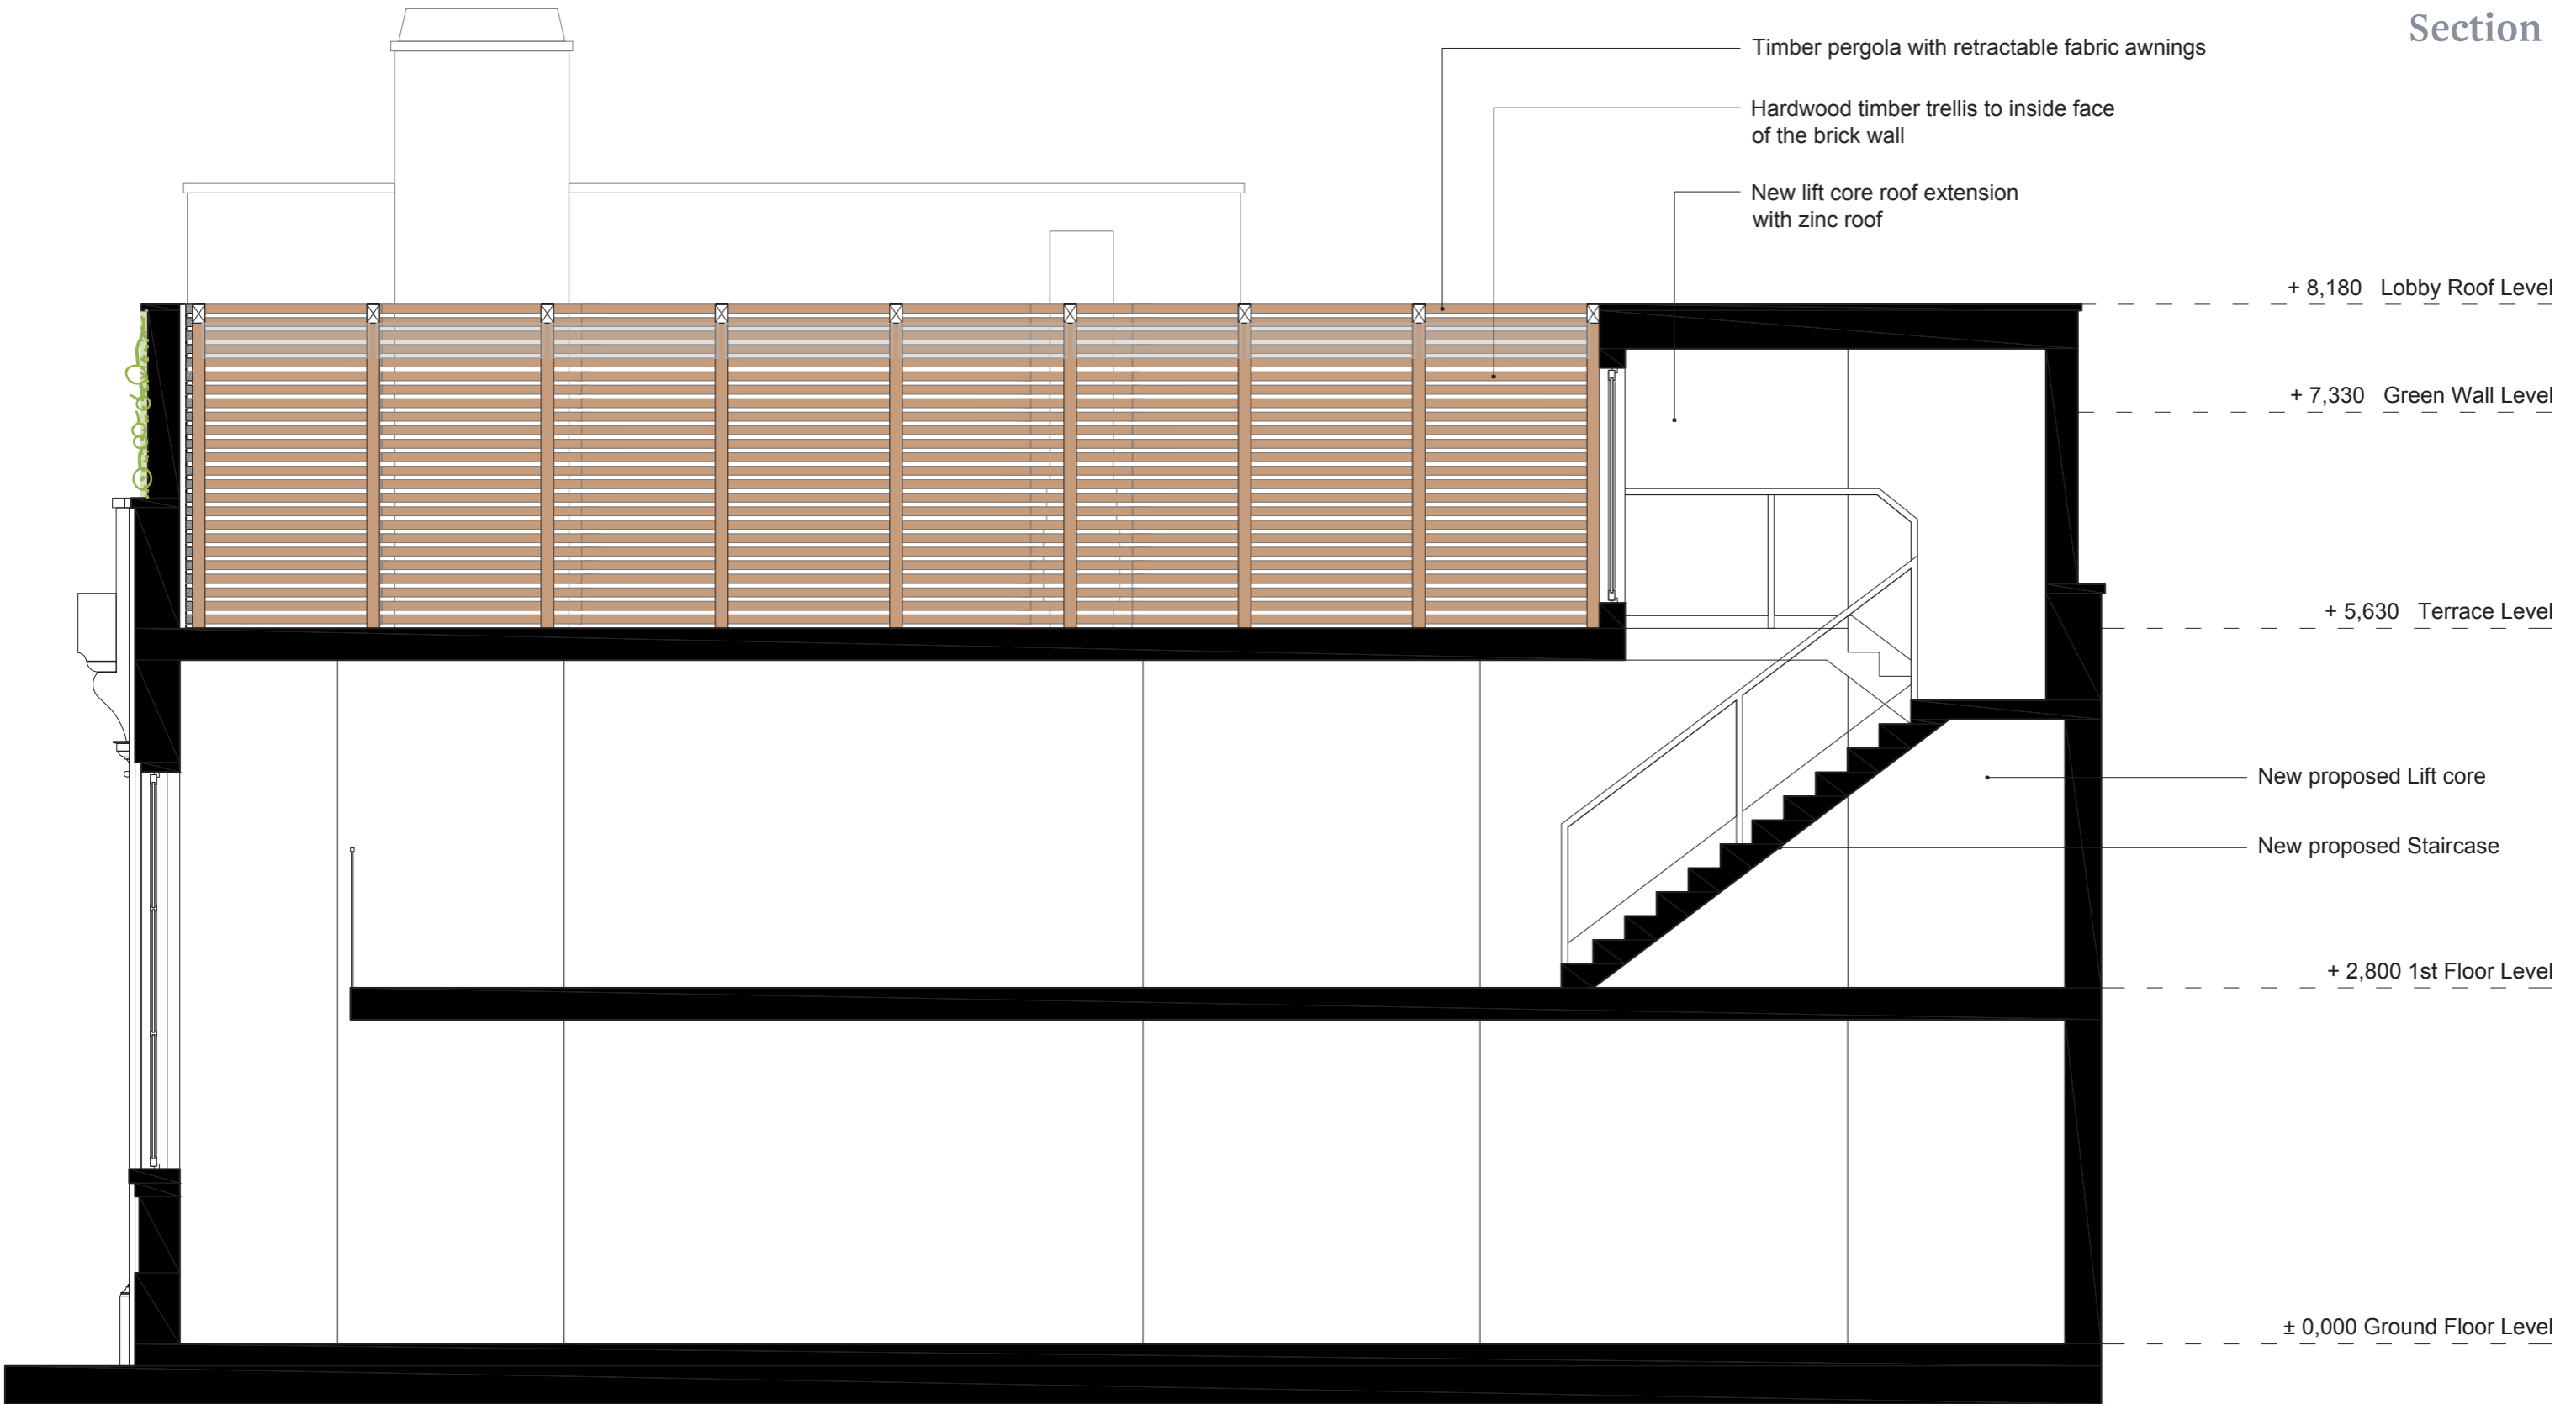 Section
Timber pergola with retractable fabric awnings
Hardwood timber trellis to inside face
of the brick wall
New lift core roof extension
with zinc roof
+ 8,180 Lobby Roof Level
+ 7,330 Green Wall Level
+ 5,630 Terrace Level
New proposed Lift core
New proposed Staircase
+ 2,800 1st Floor Level
± 0,000 Ground Floor Level